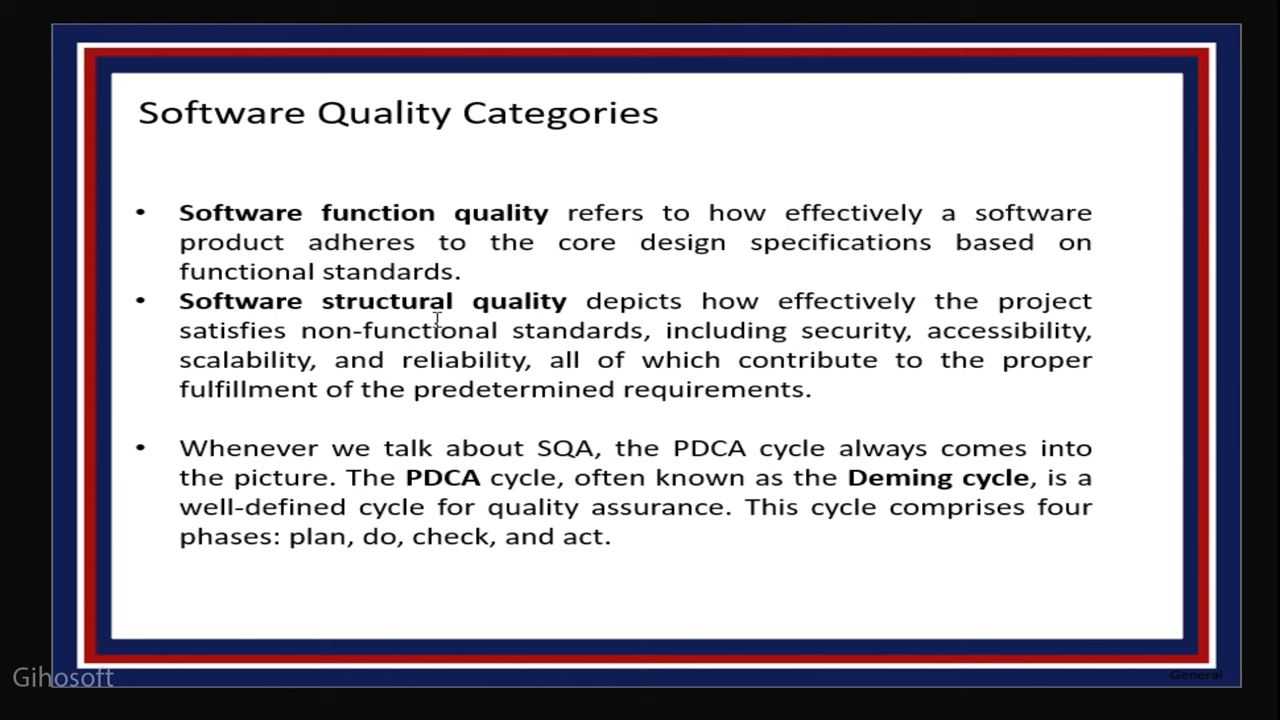 Software Quality Categories
• Software function quality refers to how effectively a software
product adheres to the core design specifications based on
functional standards.
• Software structural quality depicts how effectively the project
satisfies non-functional standards, including security, accessibility,
scalability, and reliability, all of which contribute to the proper
fulfillment of the predetermined requirements.
• Whenever we talk about SQA, the PDCA cycle always comes into
the picture. The PDCA cycle, often known as the Deming cycle, is a
well-defined cycle for quality assurance. This cycle comprises four
phases: plan, do, check, and act.
Gihosoft
General